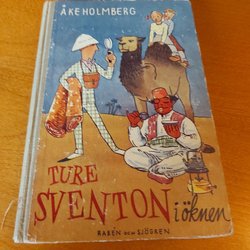 ÅKE HOLMBERG
TURE
SVENTON i öknen
RABÉN OCH SJÖGREN